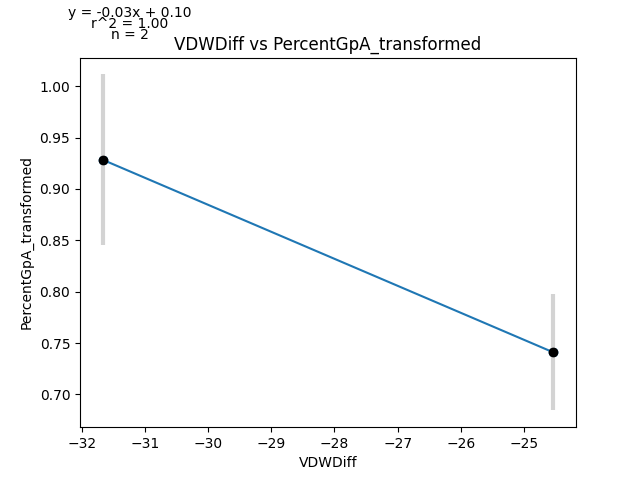 y = -0.03x + 0.10
r^2 = 1.00
n = 2
VDWDiff vs PercentGpA_transformed
1.00
0.95
0.90
0.85
0.80
0.75
0.70
PercentGpA_transformed
−32
−31
−30
−29
−28
−27
−26
−25
VDWDiff